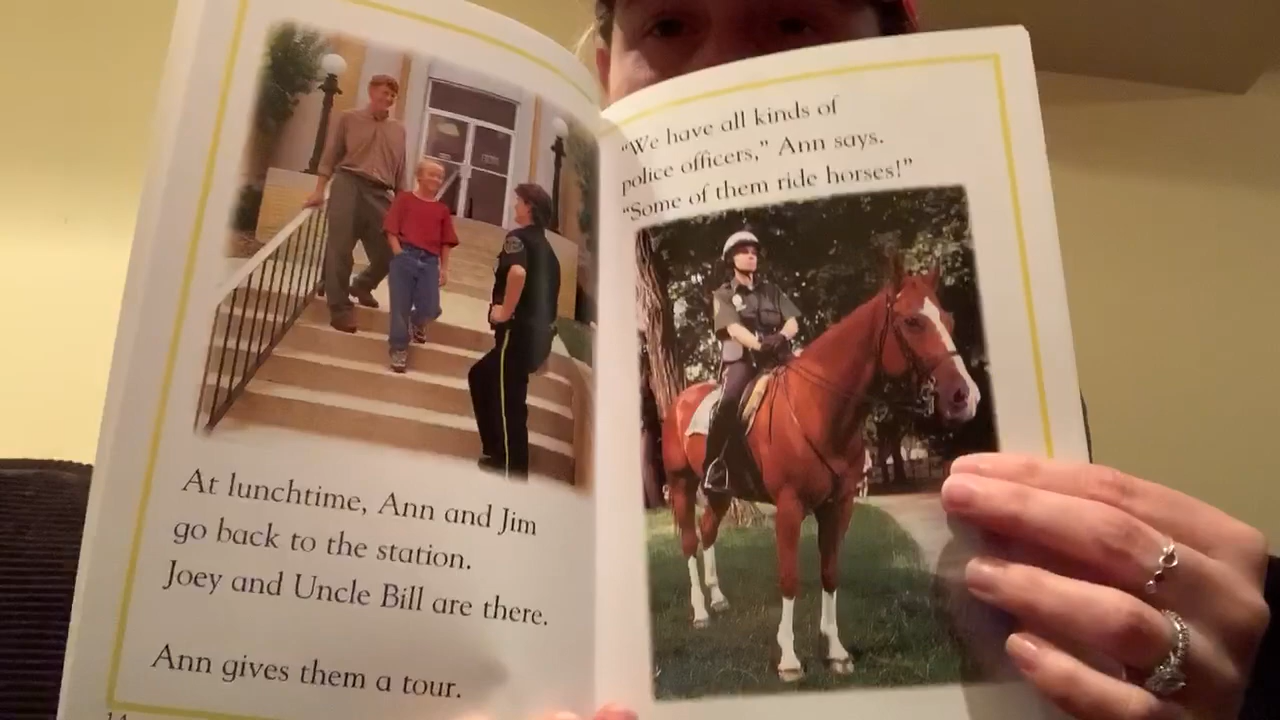 At lunchtime, Ann and Jim
go back to the station.
Joey and Uncle Bill are there.
Ann gives them a tour.
14
“We have all kinds of
police officers,” Ann says.
“Some of them ride horses!”